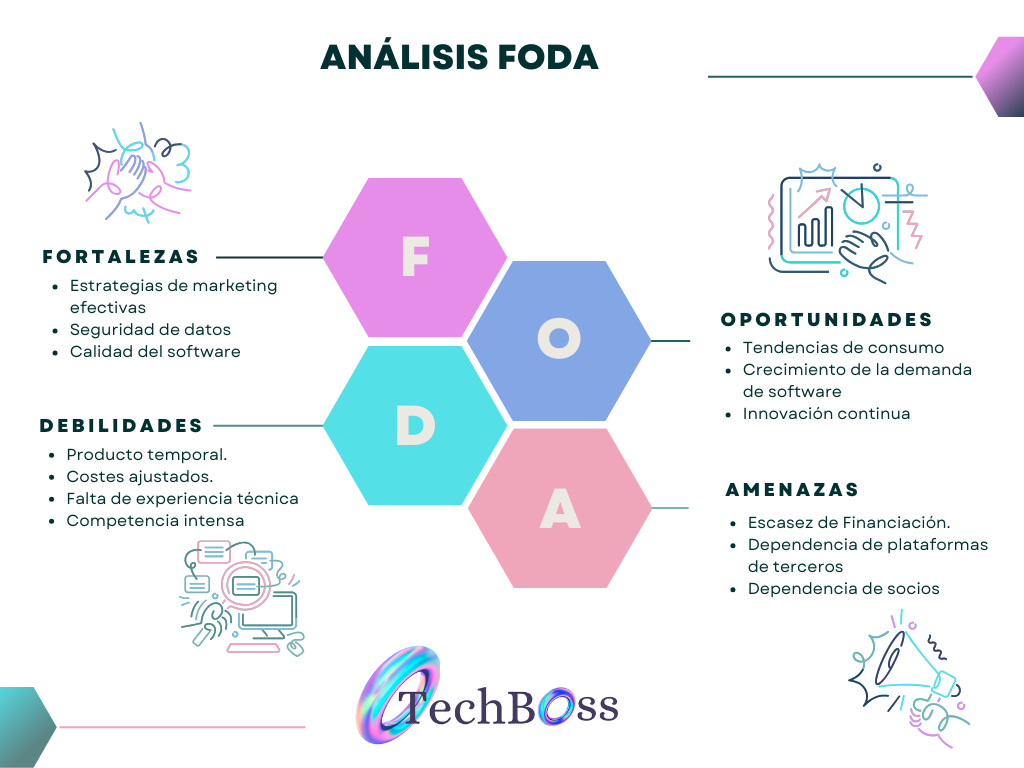 ANÁLISIS FODA
F
FORTALEZAS
Estrategias de marketing
efectivas
Seguridad de datos
Calidad del software
O
OPORTUNIDADES
Tendencias de consumo
Crecimiento de la demanda
de software
Innovación continua
D
DEBILIDADES
Producto temporal.
Costes ajustados.
Falta de experiencia técnica
Competencia intensa
A
AMENAZAS
Escasez de Financiación.
Dependencia de plataformas
de terceros
Dependencia de socios
TechBoss